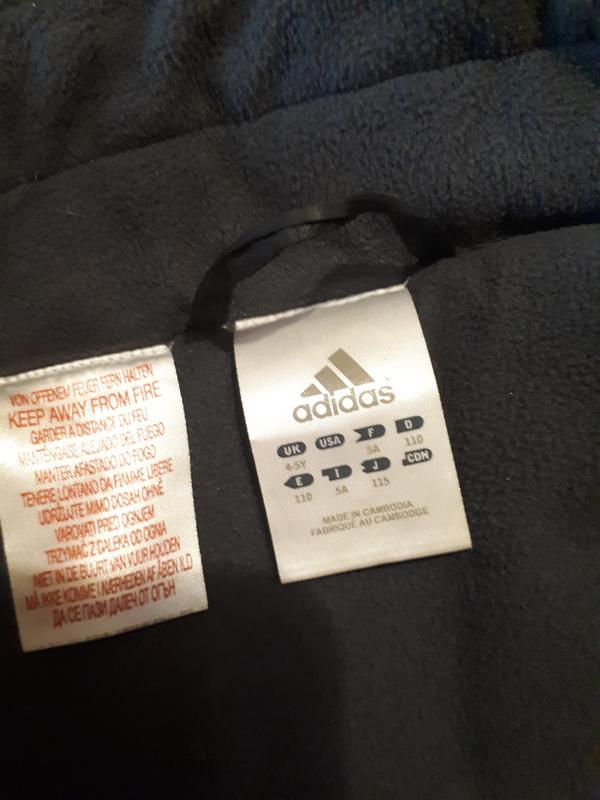 VON OFFENEM FEUER FERN HALTEN
KEEP AWAY FROM FIRE
GARDER A DISTANCE DU FEU
MANTENGASE ALEJADO DEL FUEGO
MANTER AFASTADO DO FOGO
TENERE LONTANO DA FIAMME LIBERE
UDRŽUJTE MIMO DOSAH OHNĚ
VAROVATI PRED OGNJEM
TRZYMAĆ Z DALEKA OD OGNIA
NIET IN DE BUURT VAN VUUR HOUDEN
MÅ IKKE KOMME I NÆRHEDEN AF ÅBEN ILD
ДА СЕ ПАЗИ ДАЛЕЧ ОТ ОГЪН
adidas
UK USA F D
4-5Y 5A 110
E I J CDN
110 5A 115
MADE IN CAMBODIA
FABRIQUÉ AU CAMBODGE